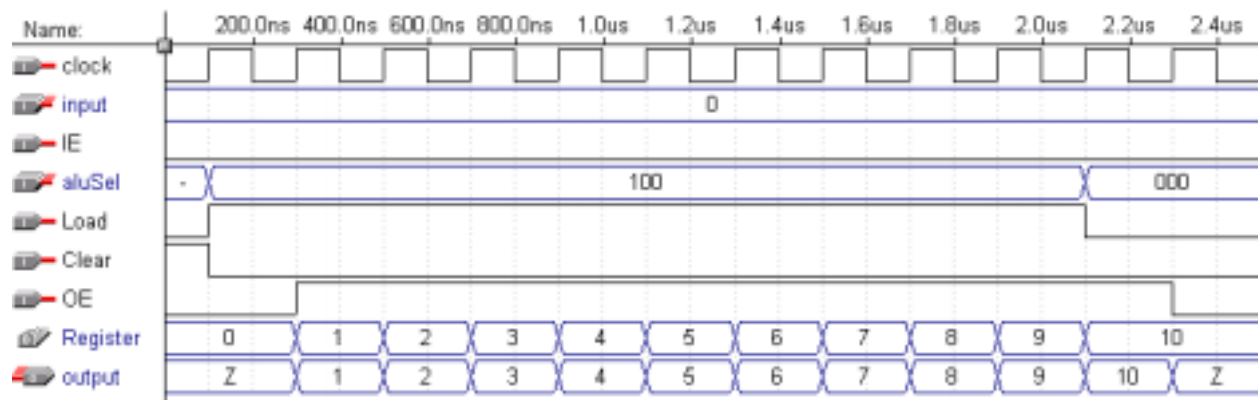 Name: 200.0ns 400.0ns 600.0ns 800.0ns 1.0us 1.2us 1.4us 1.6us 1.8us 2.0us 2.2us 2.4us
clock
input 0
IE
aluSel - 100 000
Load
Clear
OE
Register 0 1 2 3 4 5 6 7 8 9 10
output Z 1 2 3 4 5 6 7 8 9 10 Z